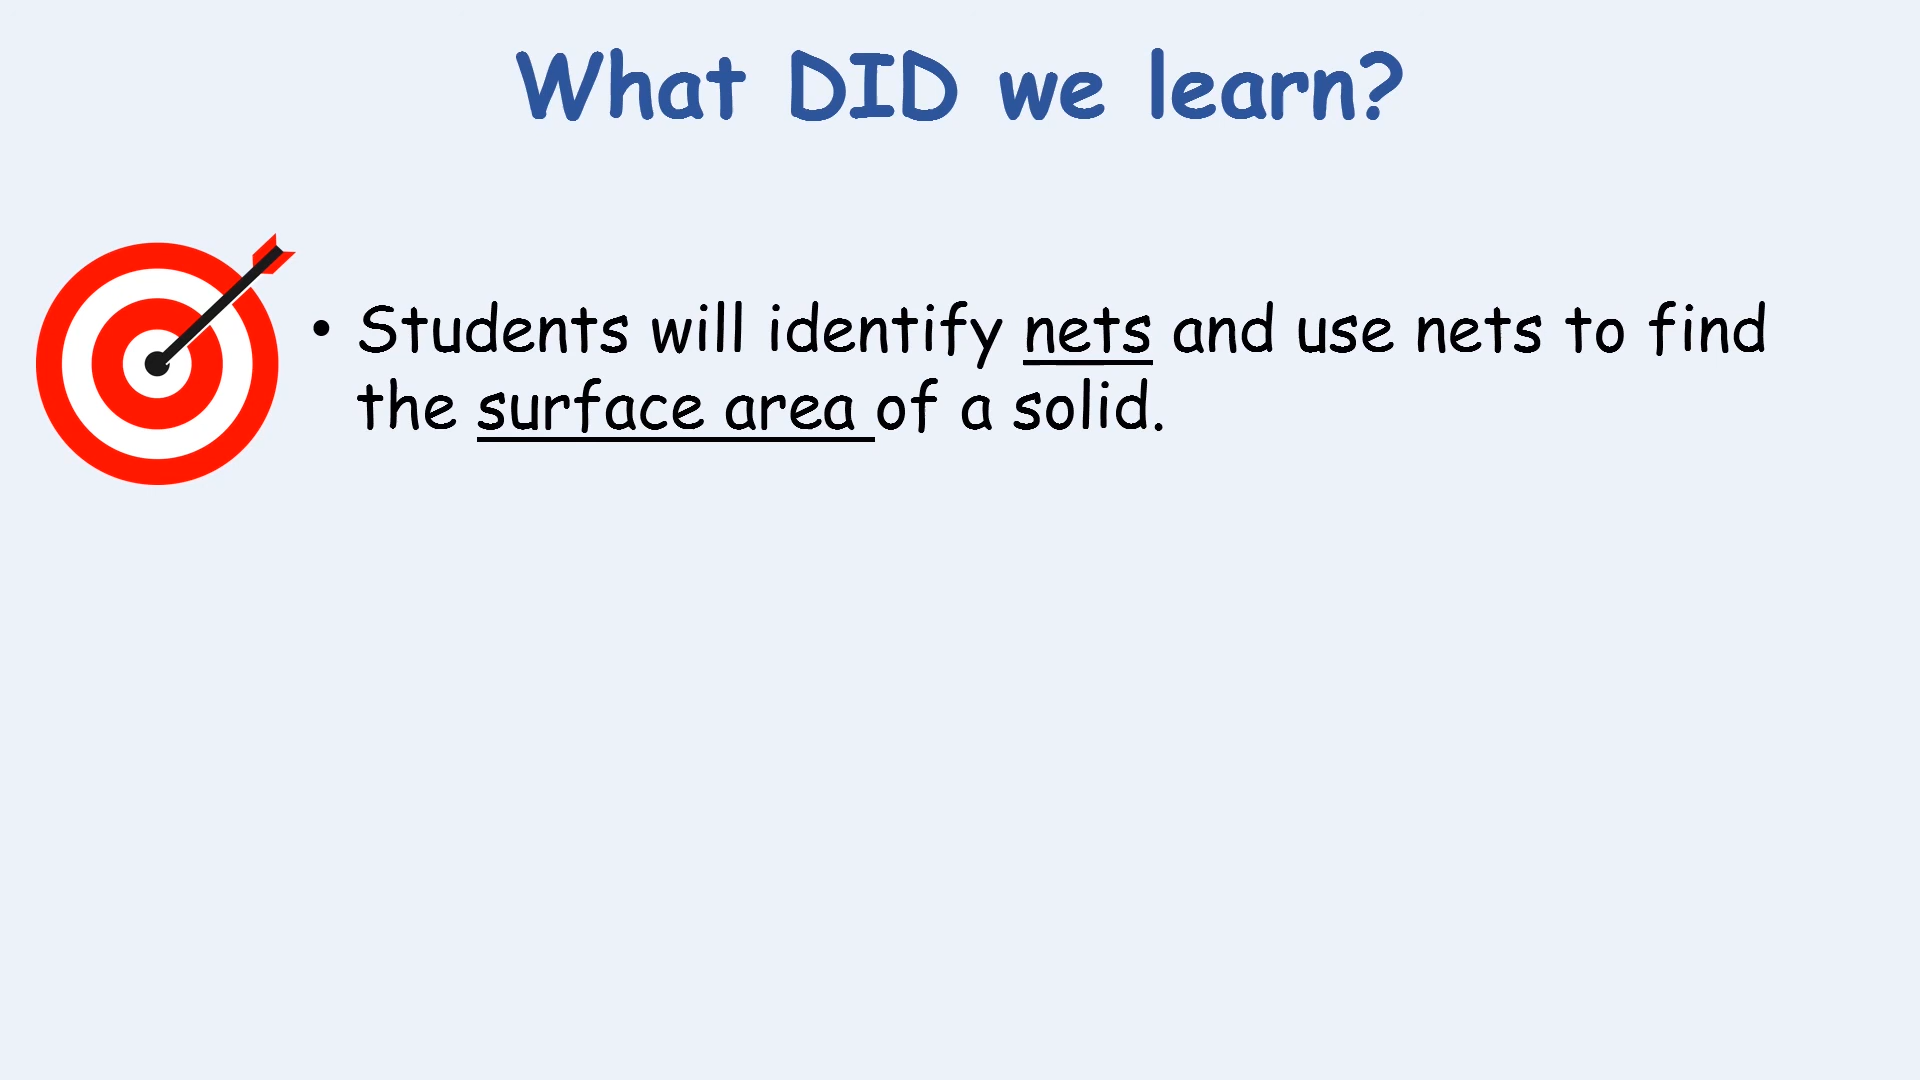 What DID we learn?
• Students will identify nets and use nets to find
the surface area of a solid.